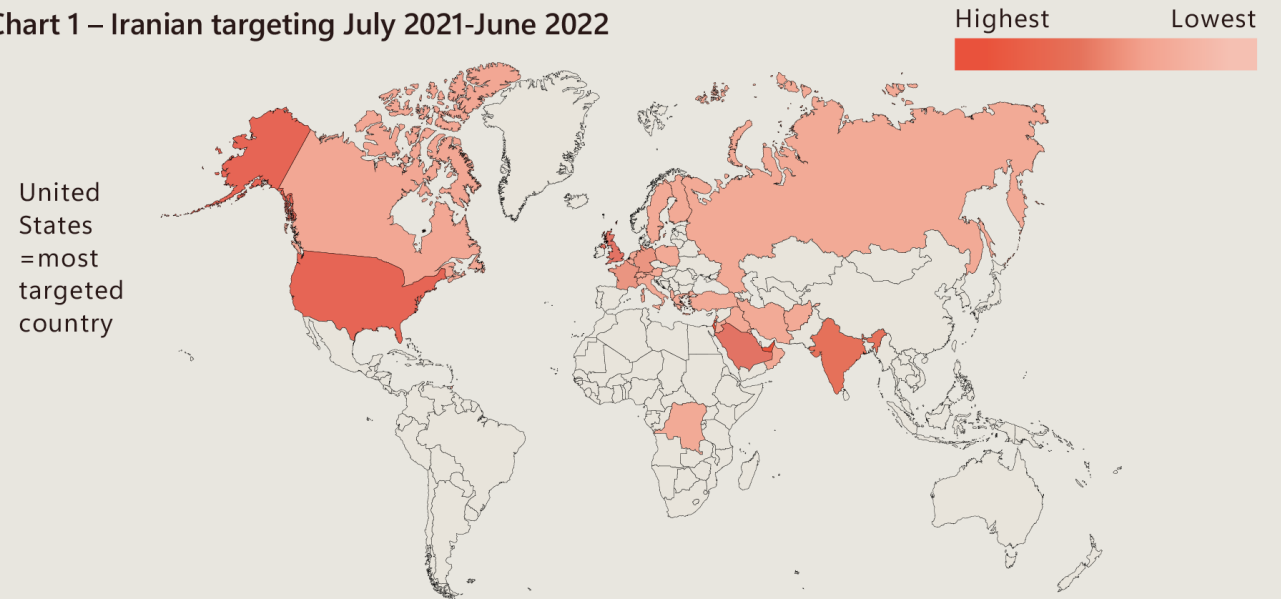 Chart 1 – Iranian targeting July 2021-June 2022
Highest Lowest
United
States
=most
targeted
country